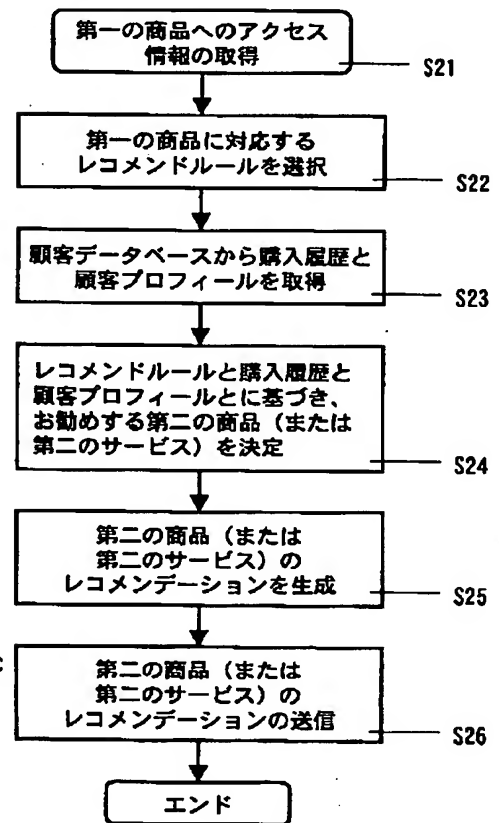 第一の商品へのアクセス
情報の取得
S21
第一の商品に対応する
レコメンドルールを選択
S22
顧客データベースから購入履歴と
顧客プロフィールを取得
S23
レコメンドルールと購入履歴と
顧客プロフィールとに基づき、
お勧めする第二の商品（または
第二のサービス）を決定
S24
第二の商品（または
第二のサービス）の
レコメンデーションを生成
S25
第二の商品（または
第二のサービス）の
レコメンデーションの送信
S26
エンド